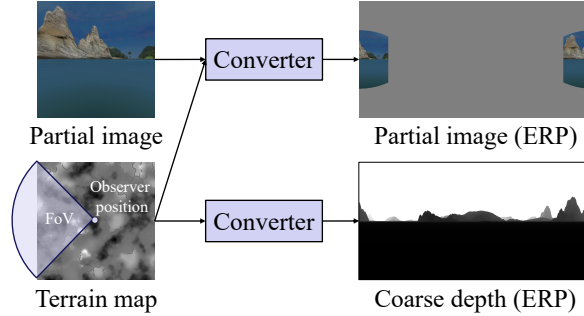 Converter
Partial image
Partial image (ERP)
Observer
position
FoV
Converter
Terrain map
Coarse depth (ERP)